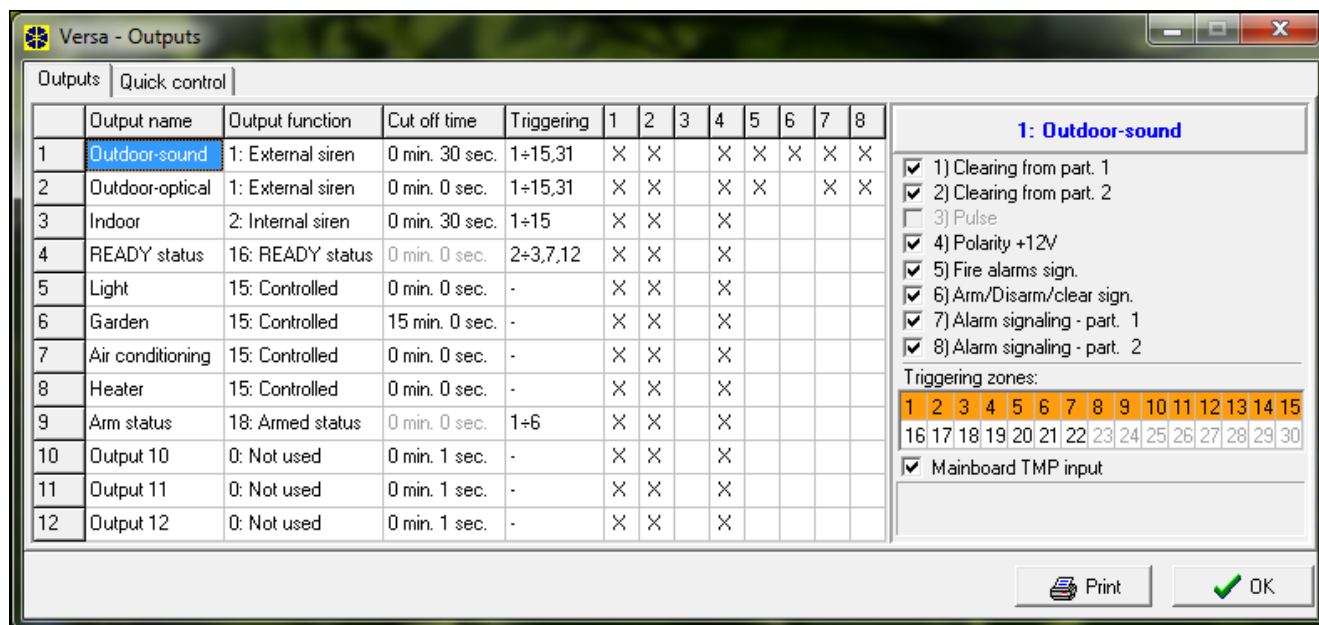 Versa - Outputs
Outputs Quick control
Output name Output function Cut off time Triggering 1 2 3 4 5 6 7 8
1 Outdoor-sound 1: External siren 0 min. 30 sec. 1÷15,31 X X X X X X X
2 Outdoor-optical 1: External siren 0 min. 0 sec. 1÷15,31 X X X X X X
3 Indoor 2: Internal siren 0 min. 30 sec. 1÷15 X X X
4 READY status 16: READY status 0 min. 0 sec. 2÷3,7,12 X X X
5 Light 15: Controlled 0 min. 0 sec. - X X X
6 Garden 15: Controlled 15 min. 0 sec. - X X X
7 Air conditioning 15: Controlled 0 min. 0 sec. - X X X
8 Heater 15: Controlled 0 min. 0 sec. - X X X
9 Arm status 18: Armed status 0 min. 0 sec. 1÷6 X X X
10 Output 10 0: Not used 0 min. 1 sec. - X X X
11 Output 11 0: Not used 0 min. 1 sec. - X X X
12 Output 12 0: Not used 0 min. 1 sec. - X X X
1: Outdoor-sound
1) Clearing from part. 1
2) Clearing from part. 2
3) Pulse
4) Polarity +12V
5) Fire alarms sign.
6) Arm/Disarm/clear sign.
7) Alarm signaling - part. 1
8) Alarm signaling - part. 2
Triggering zones:
1 2 3 4 5 6 7 8 9 10 11 12 13 14 15
16 17 18 19 20 21 22 23 24 25 26 27 28 29 30
Mainboard TMP input
Print OK